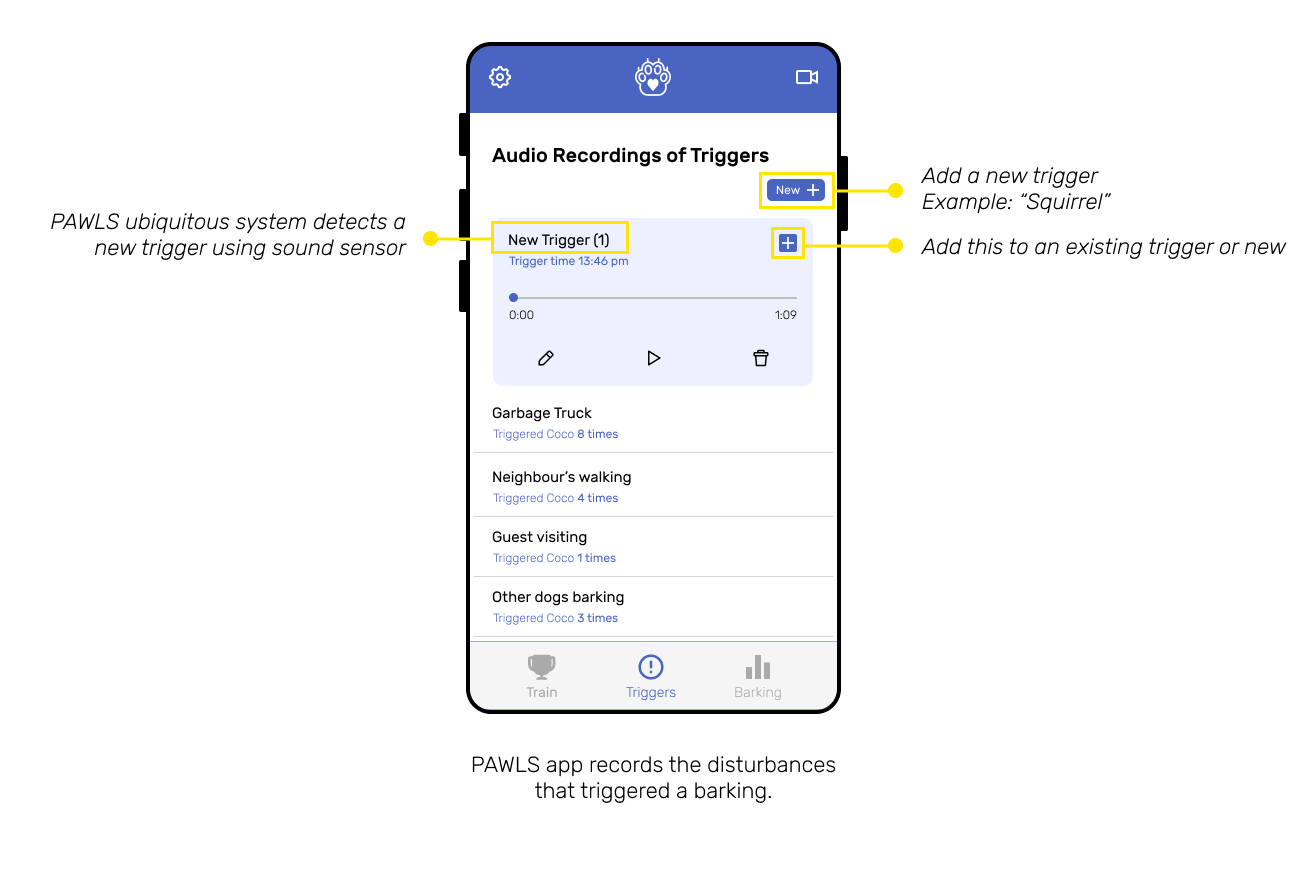 Audio Recordings of Triggers
New
Add a new trigger
Example: “Squirrel”
PAWLS ubiquitous system detects a
new trigger using sound sensor
New Trigger (1)
Add this to an existing trigger or new
Trigger time 13:46 pm
0:00
1:09
Garbage Truck
Triggered Coco 8 times
Neighbour’s walking
Triggered Coco 4 times
Guest visiting
Triggered Coco 1 times
Other dogs barking
Triggered Coco 3 times
Train
Triggers
Barking
PAWLS app records the disturbances
that triggered a barking.